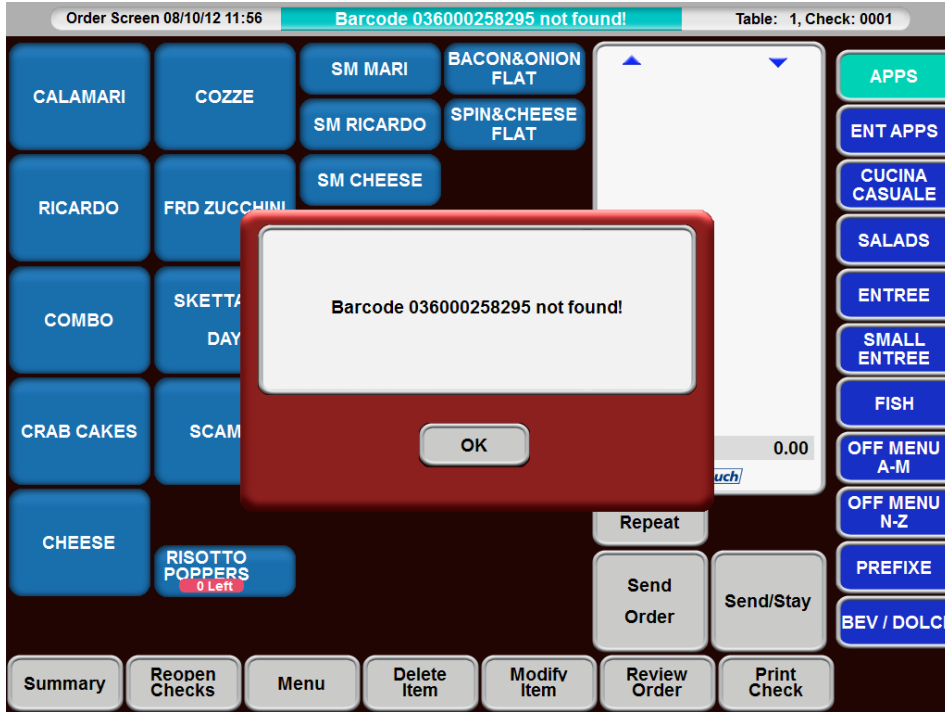 Order Screen 08/10/12 11:56
Barcode 036000258295 not found!
Table: 1, Check: 0001
CALAMARI
COZZE
SM MARI
BACON&ONION
FLAT
SM RICARDO
SPIN&CHEESE
FLAT
SM CHEESE
RICARDO
FRD ZUCCHINI
COMBO
DAY
CRAB CAKES
CHEESE
RISOTTO
POPPERS
0 Left
Barcode 036000258295 not found!
OK
0.00
Repeat
Send
Order
Send/Stay
APPS
ENT APPS
CUCINA
CASUALE
SALADS
ENTREE
SMALL
ENTREE
FISH
OFF MENU
A-M
OFF MENU
N-Z
PREFIXE
BEV / DOLCI
Summary
Reopen
Checks
Menu
Delete
Item
Modify
Item
Review
Order
Print
Check